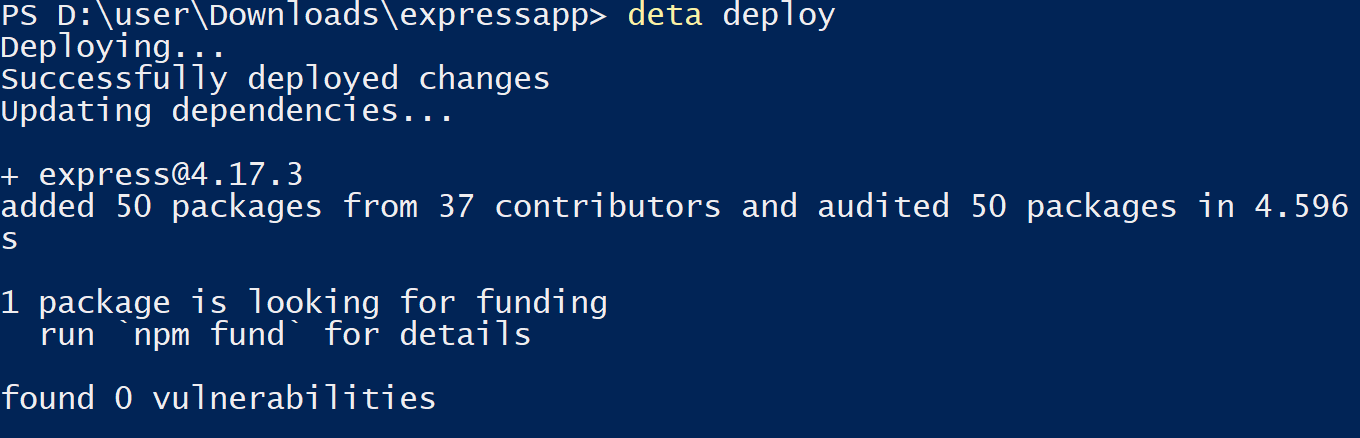 PS D:\user\Downloads\expressapp> deta deploy
Deploying...
Successfully deployed changes
Updating dependencies...
+ express@4.17.3
added 50 packages from 37 contributors and audited 50 packages in 4.596
s
1 package is looking for funding
  run `npm fund` for details
found 0 vulnerabilities